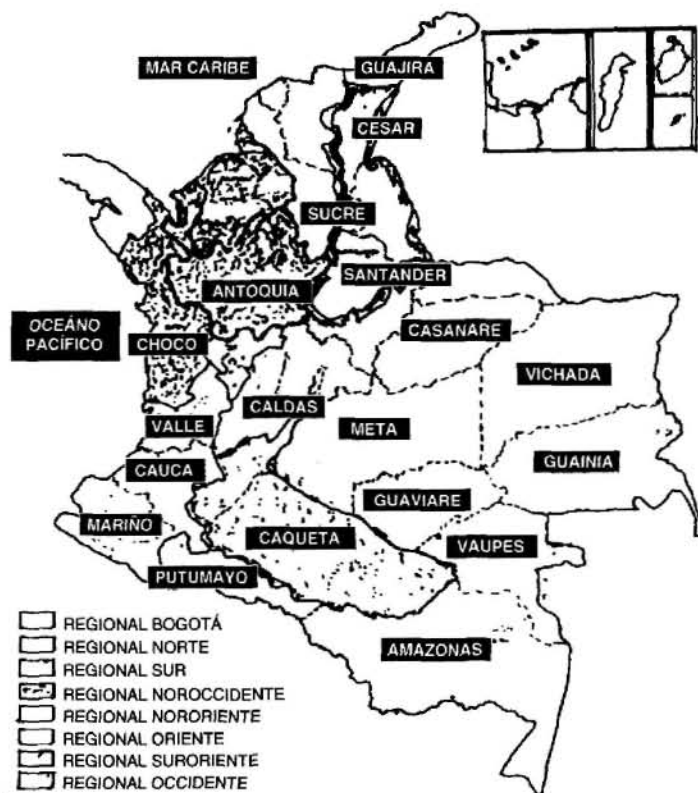 MAR CARIBE
GUAJIRA
CESAR
SUCRE
SANTANDER
ANTOQUIA
OCEÁNO
PACÍFICO
CHOCO
CASANARE
VICHADA
CALDAS
VALLE
META
CAUCA
GUAINIA
GUAVIARE
MARIÑO
CAQUETA
VAUPES
PUTUMAYO
AMAZONAS
REGIONAL BOGOTÁ
REGIONAL NORTE
REGIONAL SUR
REGIONAL NOROCCIDENTE
REGIONAL NORORIENTE
REGIONAL ORIENTE
REGIONAL SURORIENTE
REGIONAL OCCIDENTE